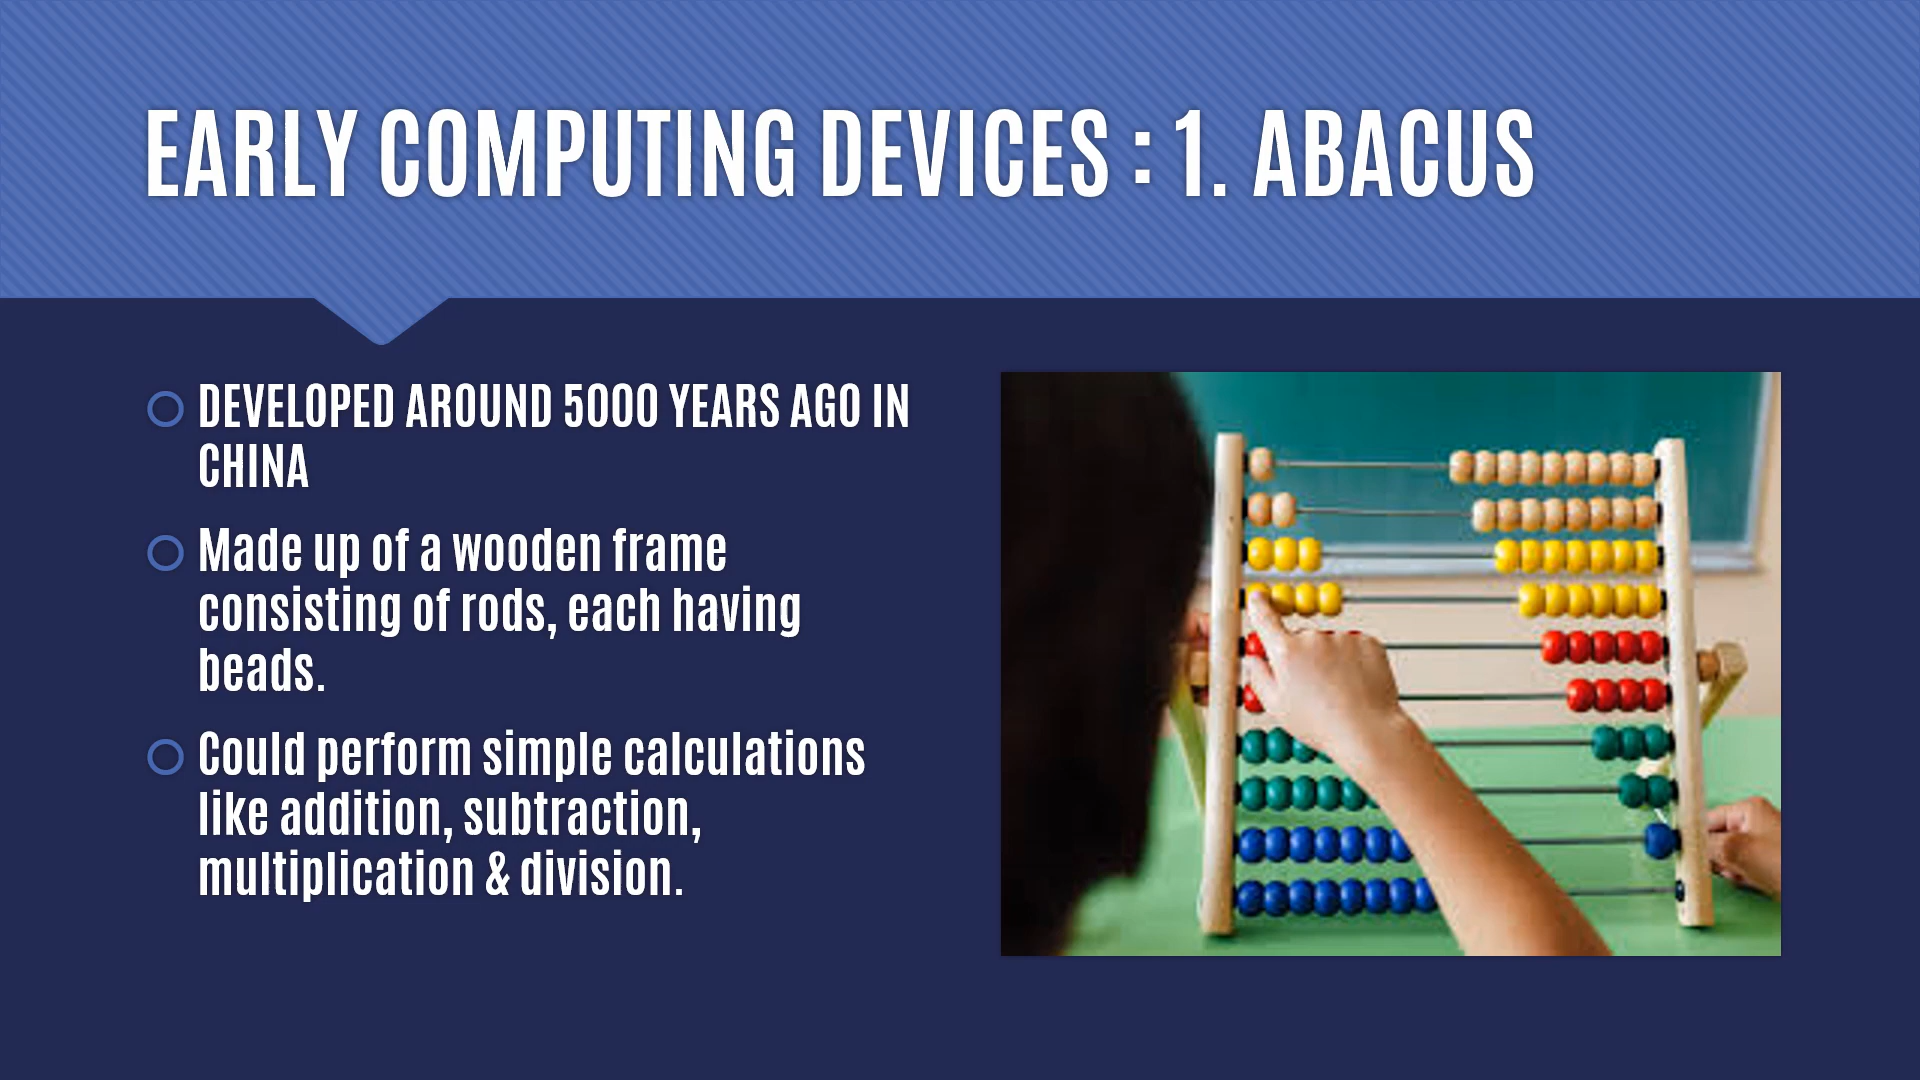 EARLY COMPUTING DEVICES : 1. ABACUS
DEVELOPED AROUND 5000 YEARS AGO IN
CHINA
Made up of a wooden frame
consisting of rods, each having
beads.
Could perform simple calculations
like addition, subtraction,
multiplication & division.